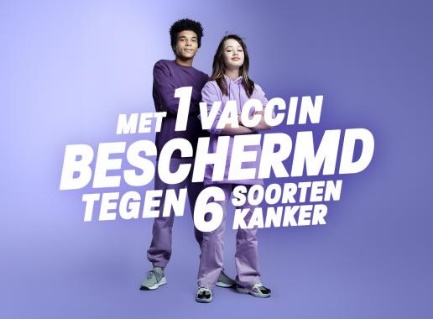 MET 1 VACCIN
BESCHERMD
TEGEN 6 SOORTEN
KANKER